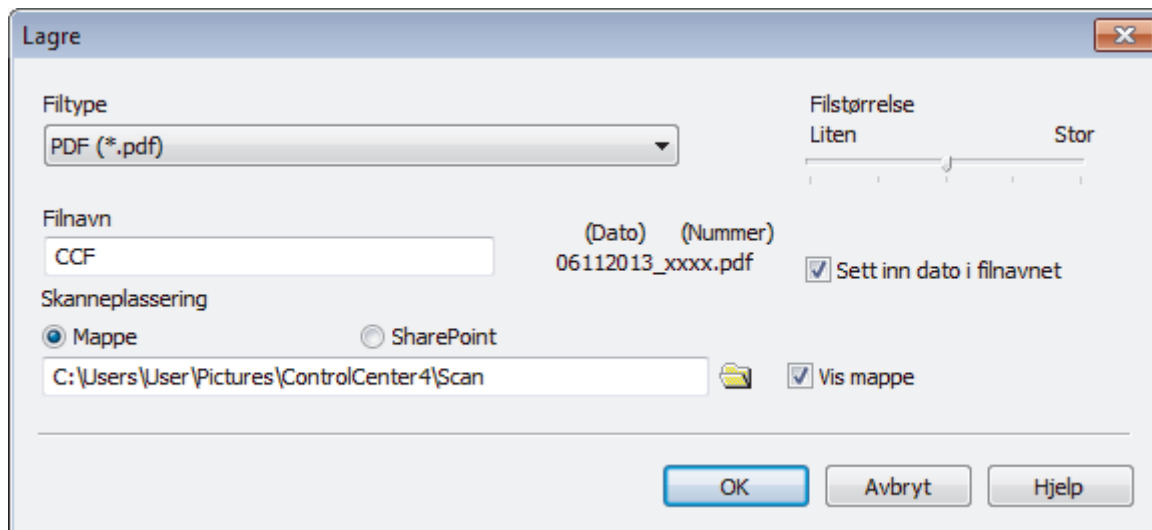 Lagre
Filtype
PDF (*.pdf)
Filstørrelse
Liten Stor
Filnavn
CCF
(Dato) (Nummer)
06112013_xxxx.pdf
Sett inn dato i filnavnet
Skanneplassering
Mappe SharePoint
C:\Users\User\Pictures\ControlCenter4\Scan
Vis mappe
OK Avbryt Hjelp